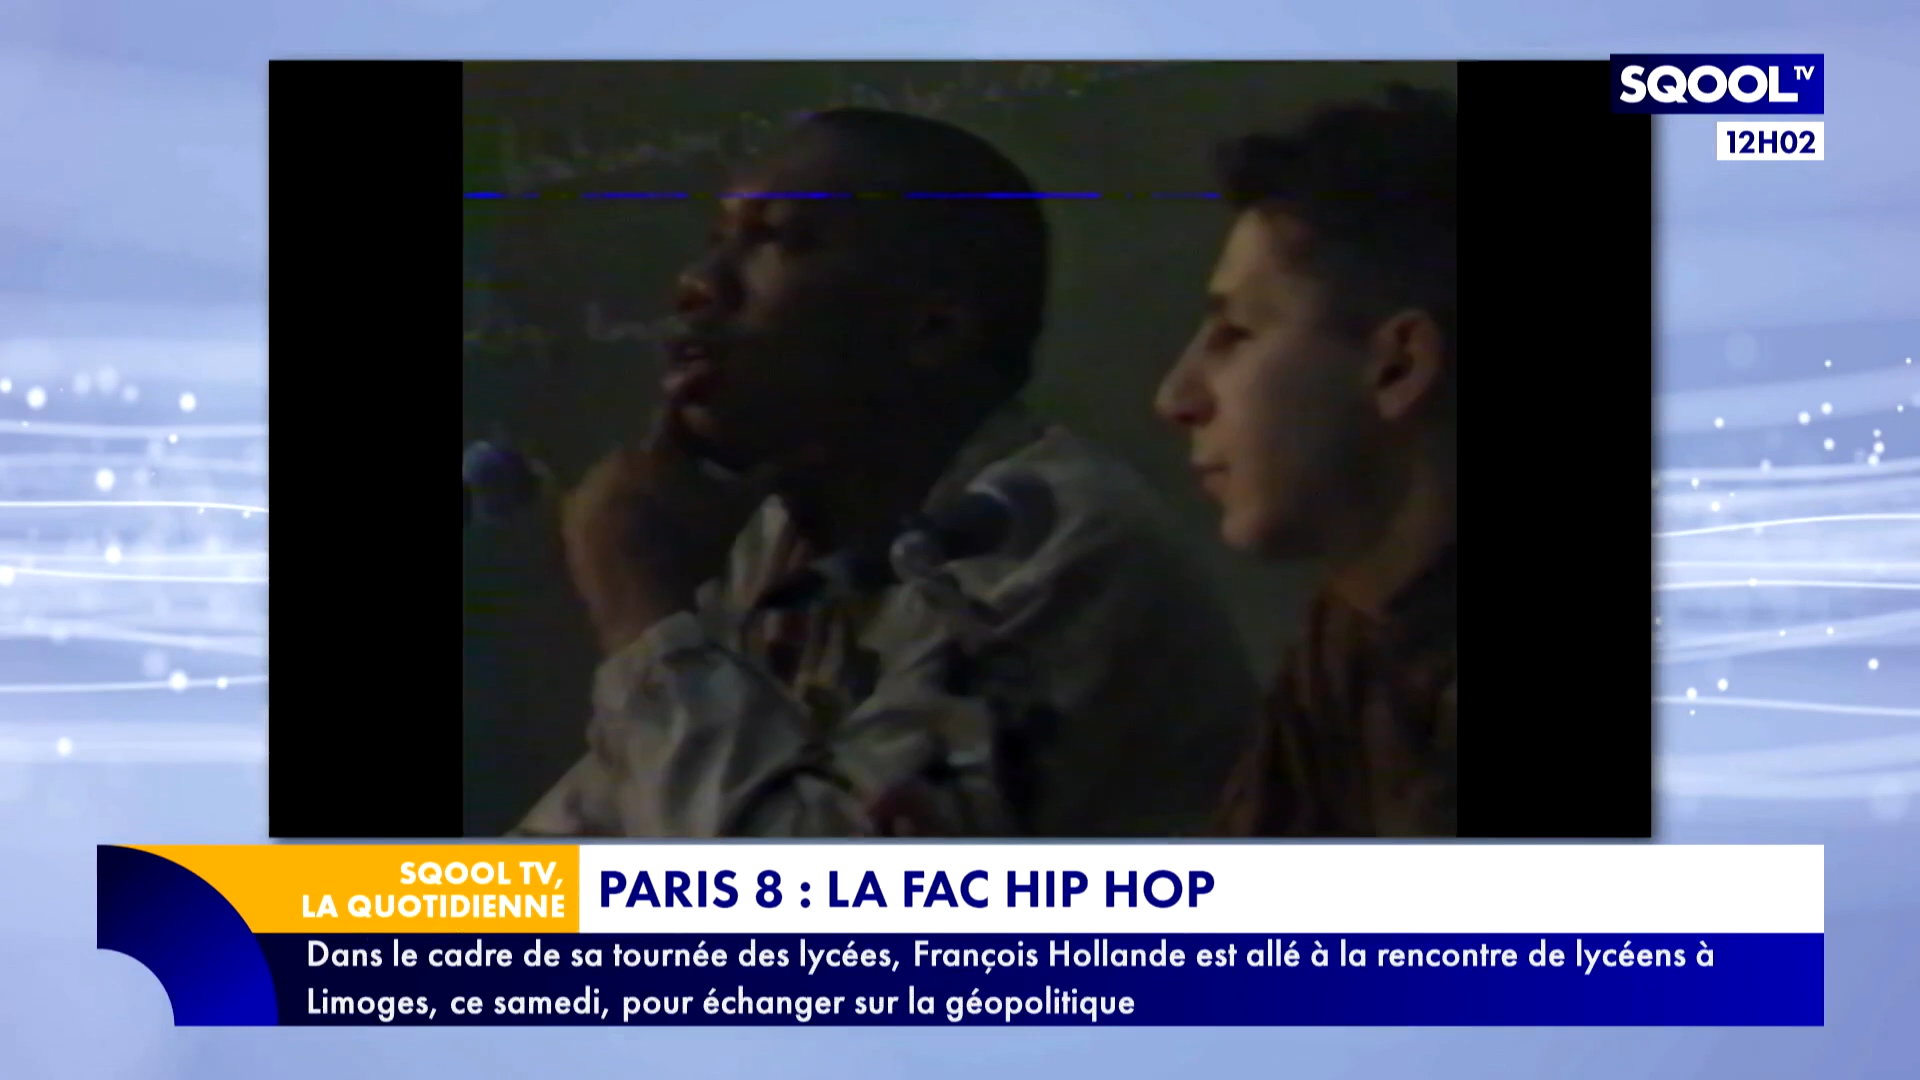 SQOOL TV
12H02
SQOOL TV,
LA QUOTIDIENNE
PARIS 8 : LA FAC HIP HOP
Dans le cadre de sa tournée des lycées, François Hollande est allé à la rencontre de lycéens à
Limoges, ce samedi, pour échanger sur la géopolitique